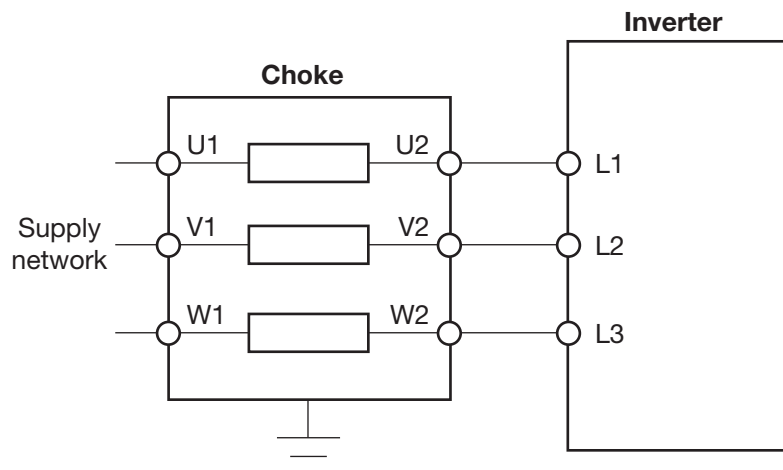 Inverter
Choke
U1 U2 L1
Supply
network
V1 V2 L2
W1 W2 L3